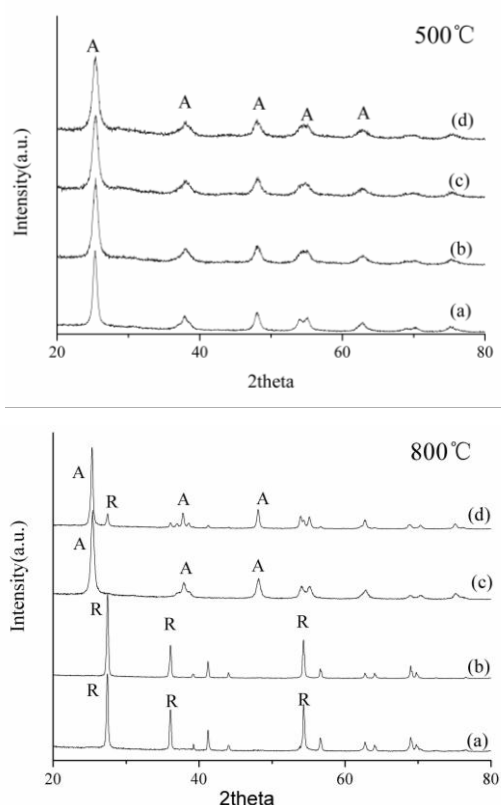 500℃
A
A A A A
(d)
(c)
(b)
(a)
Intensity(a.u.)
20 40 60 80
2theta
800℃
A
R A A
(d)
A
A A
(c)
R
R R
(b)
R
R R
(a)
Intensity(a.u.)
20 40 60 80
2theta